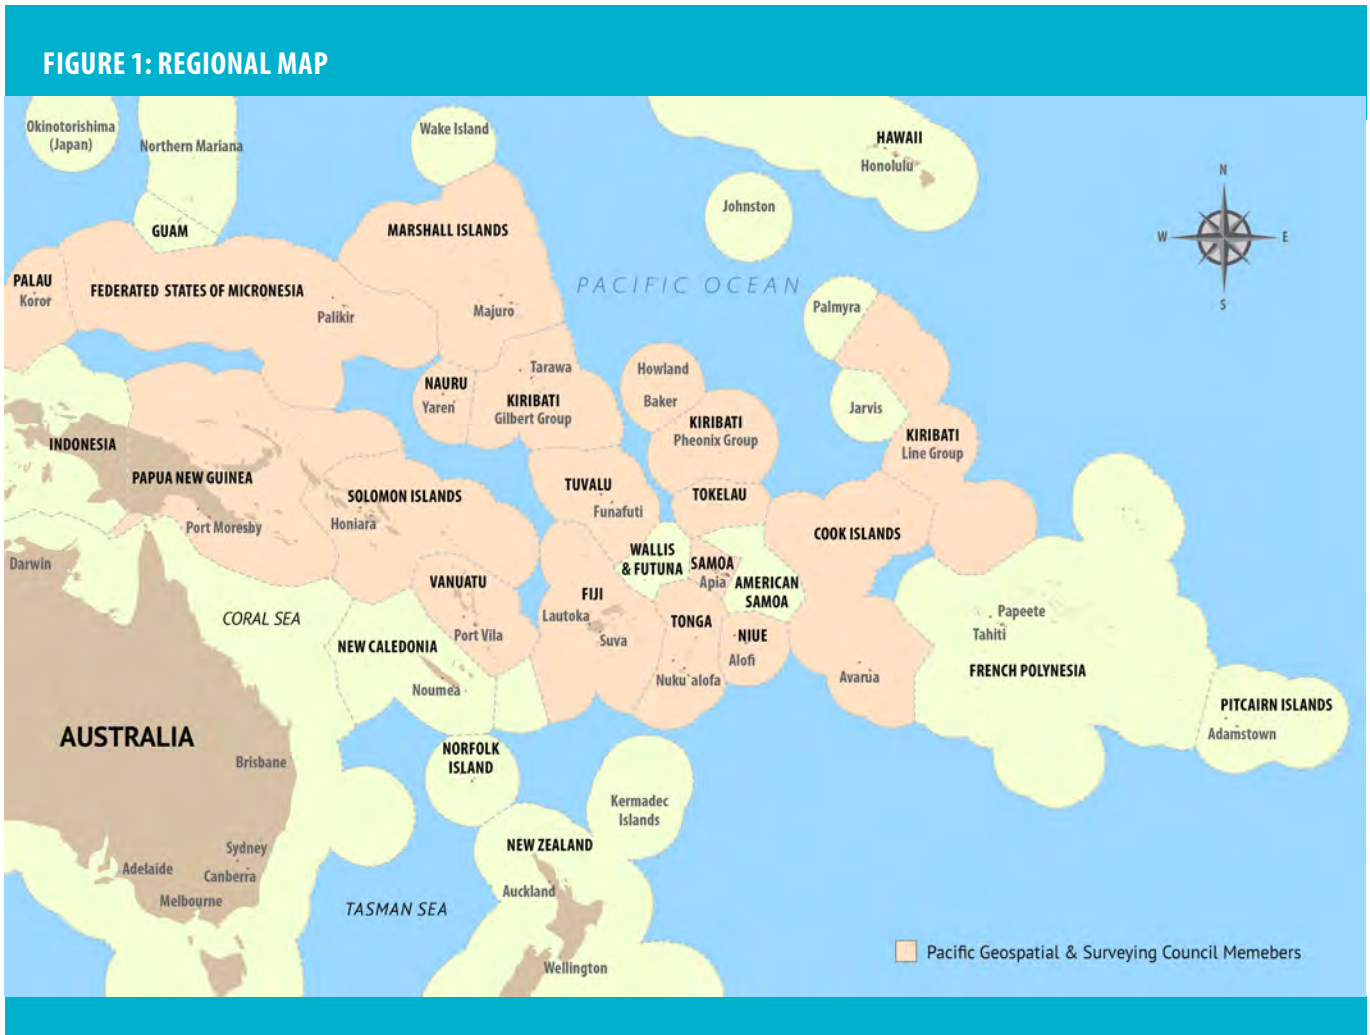 FIGURE 1: REGIONAL MAP
Okinotorishima
(Japan)
Northern Mariana
Wake Island
HAWAII
Honolulu
Johnston
GUAM
MARSHALL ISLANDS
N
W
E
S
PACIFIC OCEAN
PALAU
Koror
FEDERATED STATES OF MICRONESIA
Palikir
Majuro
Palmyra
Tarawa
Howland
Baker
NAURU
Yaren
KIRIBATI
Gilbert Group
KIRIBATI
Pheonix Group
Jarvis
KIRIBATI
Line Group
INDONESIA
PAPUA NEW GUINEA
Port Moresby
SOLOMON ISLANDS
Honiara
TUVALU
Funafuti
TOKELAU
COOK ISLANDS
Darwin
WALLIS
& FUTUNA
SAMOA
Apia
AMERICAN
SAMOA
VANUATU
Port Vila
FIJI
Lautoka
Suva
CORAL SEA
TONGA
Nuku`alofa
NIUE
Alofi
Papeete
Tahiti
NEW CALEDONIA
Noumea
Avarua
FRENCH POLYNESIA
PITCAIRN ISLANDS
Adamstown
AUSTRALIA
Brisbane
NORFOLK
ISLAND
Kermadec
Islands
Sydney
Canberra
Adelaide
Melbourne
NEW ZEALAND
Auckland
TASMAN SEA
Wellington
Pacific Geospatial & Surveying Council Memebers